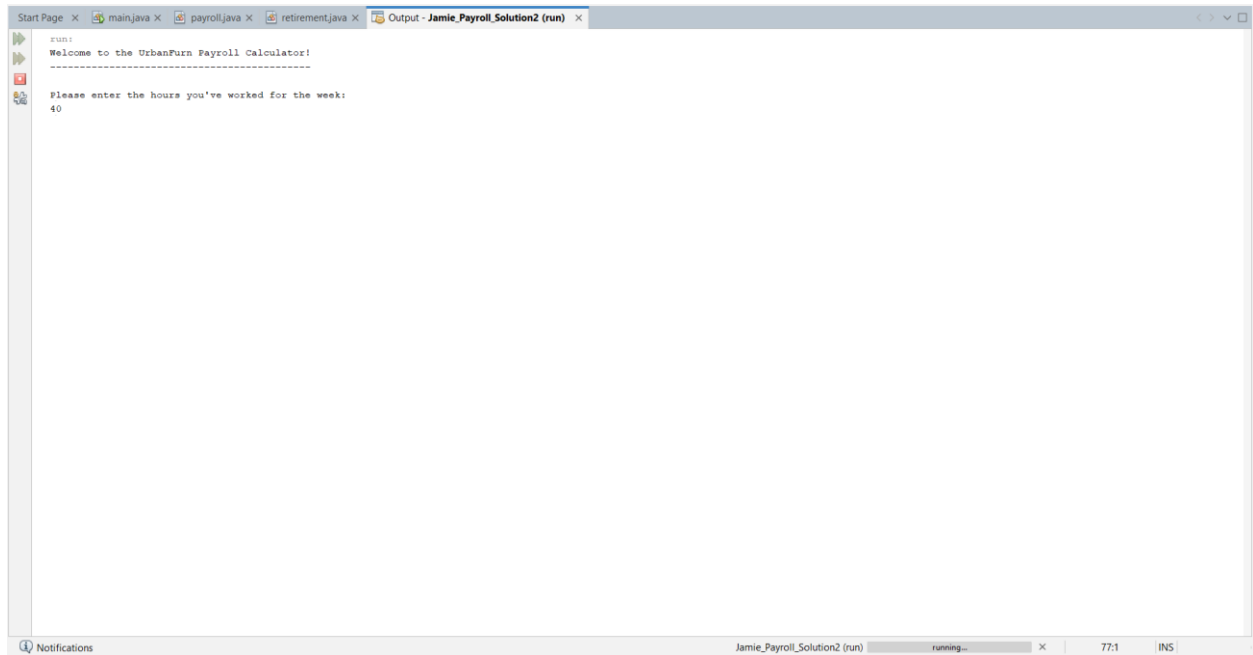 Start Page × main.java × payroll.java × retirement.java × Output - Jamie_Payroll_Solution2 (run) ×
run:
Welcome to the UrbanFurn Payroll Calculator!
--------------------------------------------
Please enter the hours you've worked for the week:
40
Notifications Jamie_Payroll_Solution2 (run) running... × 77:1 INS